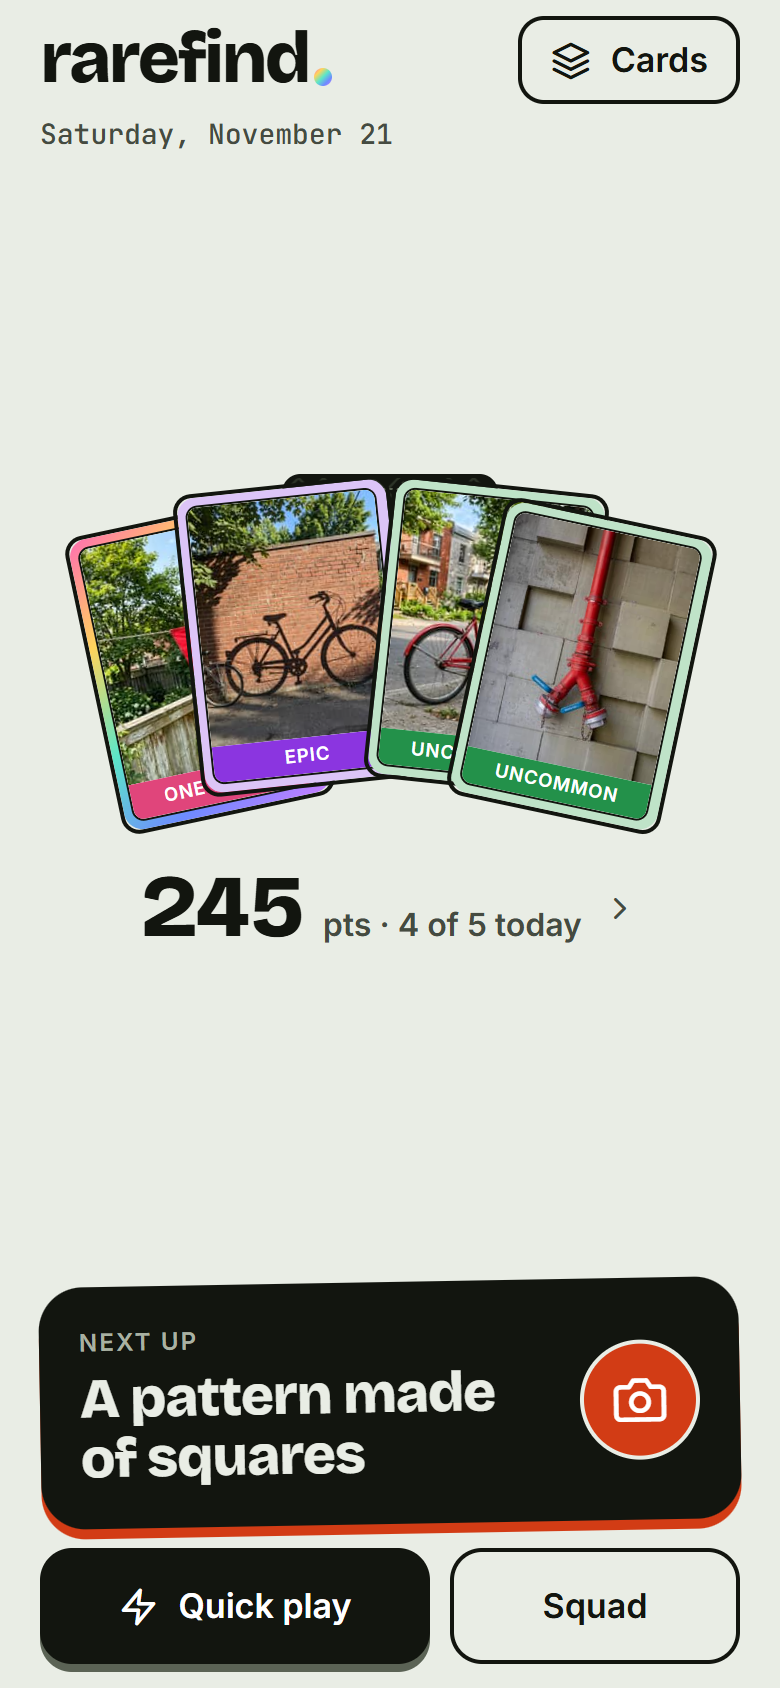 rarefind.
Cards
Saturday, November 21
ONE
EPIC
UNC
UNCOMMON
245 pts · 4 of 5 today
NEXT UP
A pattern made
of squares
Quick play
Squad